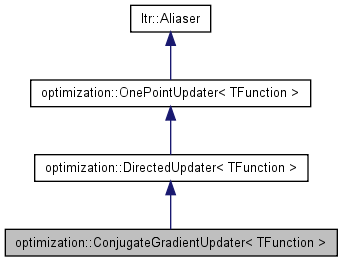 ltr::Aliaser
optimization::OnePointUpdater< TFunction >
optimization::DirectedUpdater< TFunction >
optimization::ConjugateGradientUpdater< TFunction >